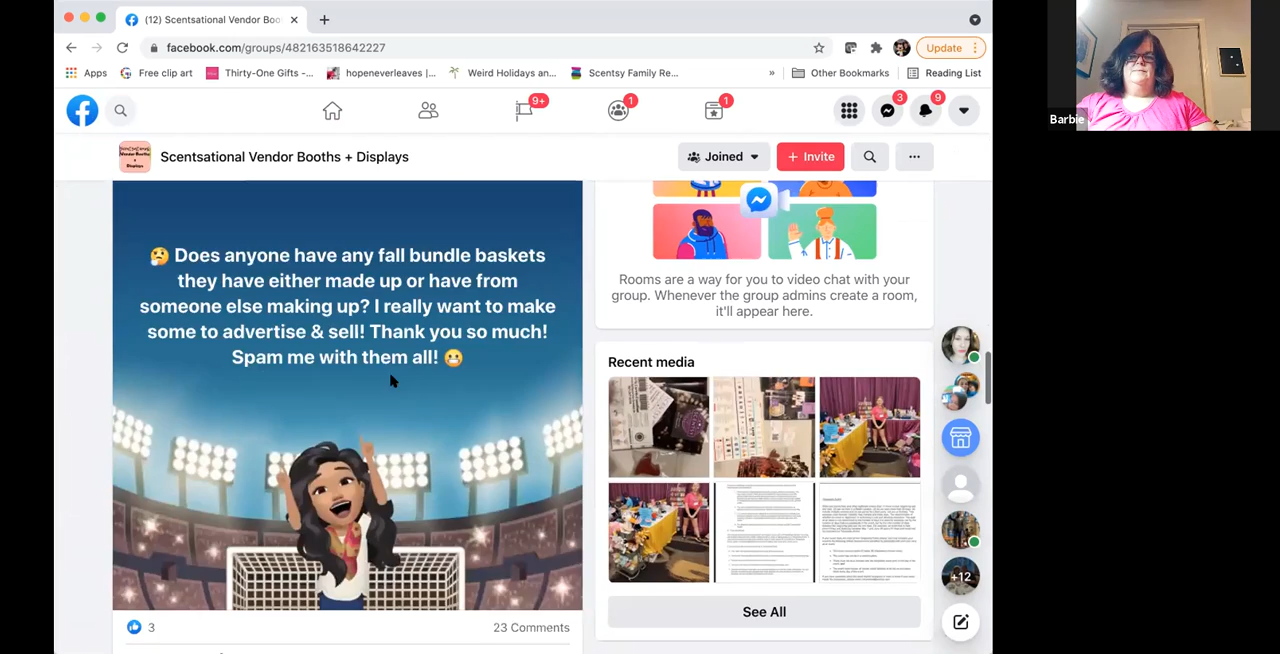 (12) Scentsational Vendor Boo
facebook.com/groups/482163518642227
Update
Apps
Free clip art
Thirty-One Gifts -...
hopeneverleaves |...
Weird Holidays an...
Scentsy Family Re...
»
Other Bookmarks
Reading List
9+
1
1
3
9
Scentsational Vendor Booths + Displays
Joined
+ Invite
🤔 Does anyone have any fall bundle baskets
they have either made up or have from
someone else making up? I really want to make
some to advertise & sell! Thank you so much!
Spam me with them all! 😬
3
23 Comments
Rooms are a way for you to video chat with your
group. Whenever the group admins create a room,
it'll appear here.
Recent media
See All
+12
Barbie